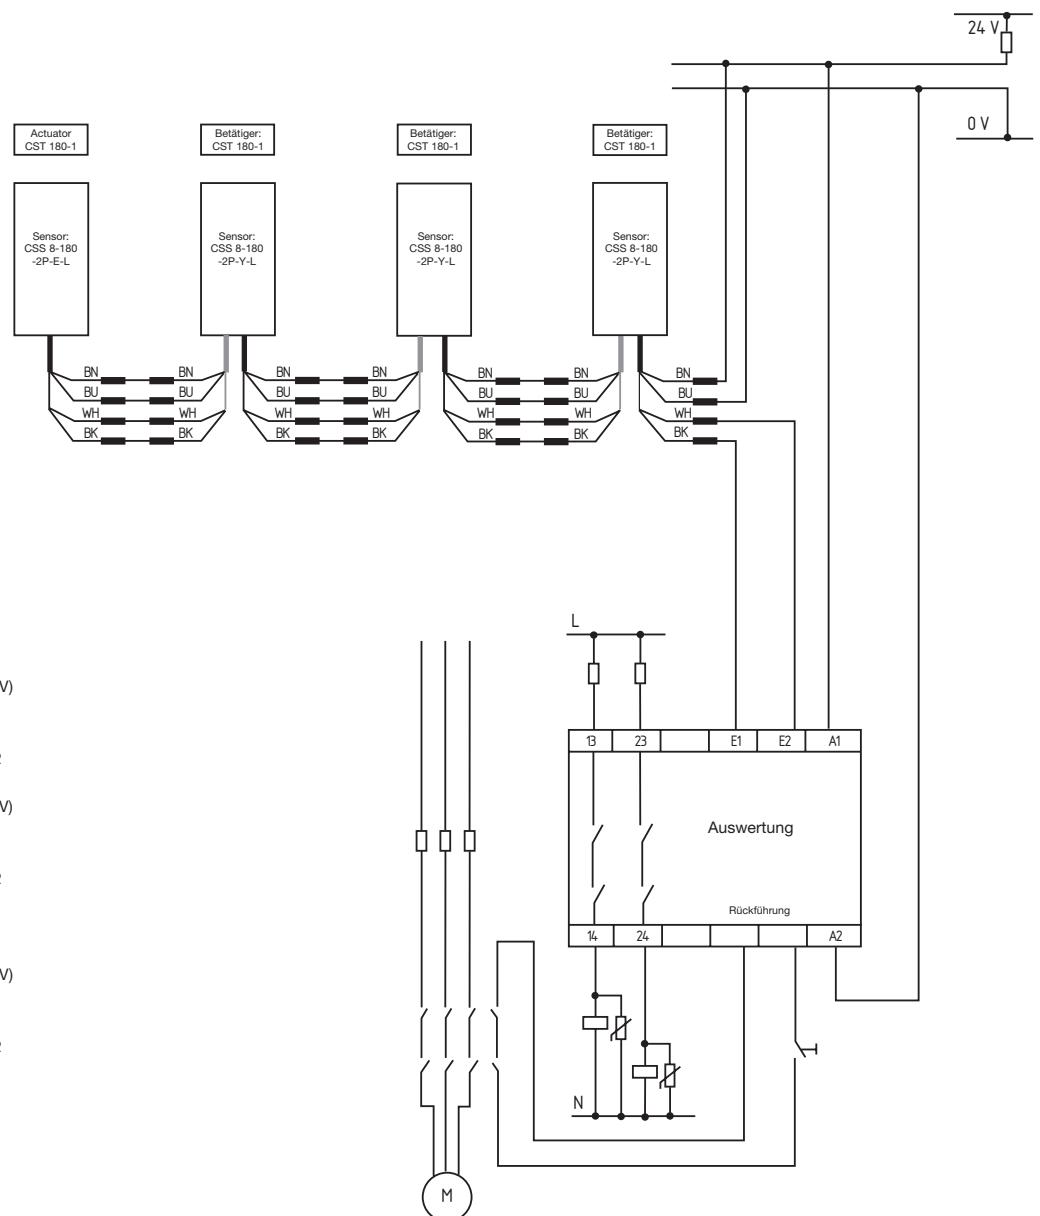 24 V
0 V
Actuator
CST 180-1
Betätiger:
CST 180-1
Betätiger:
CST 180-1
Betätiger:
CST 180-1
Sensor:
CSS 8-180
-2P-E-L
Sensor:
CSS 8-180
-2P-Y-L
Sensor:
CSS 8-180
-2P-Y-L
Sensor:
CSS 8-180
-2P-Y-L
BN BN BN BN BN BN BN
BU BU BU BU BU BU BU
WH WH WH WH WH WH WH
BK BK BK BK BK BK BK
L
V)
2
V)
2
V)
2
13 23 E1 E2 A1
Auswertung
Rückführung
14 24 A2
N
M